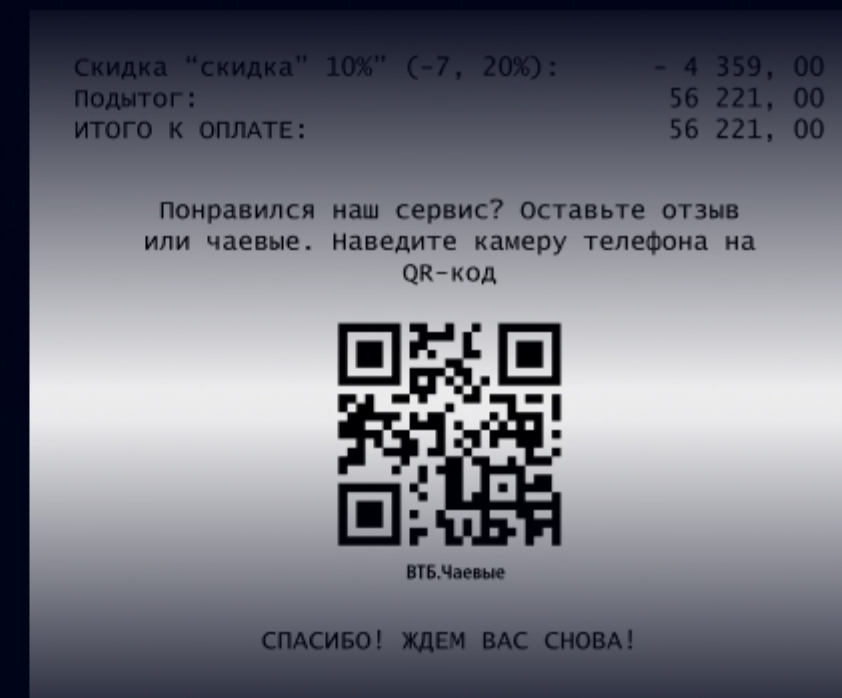 Скидка “скидка” 10%” (-7, 20%): - 4 359, 00
Подытог: 56 221, 00
ИТОГО К ОПЛАТЕ: 56 221, 00
Понравился наш сервис? Оставьте отзыв
или чаевые. Наведите камеру телефона на
QR-код
ВТБ.Чаевые
СПАСИБО! ЖДЕМ ВАС СНОВА!